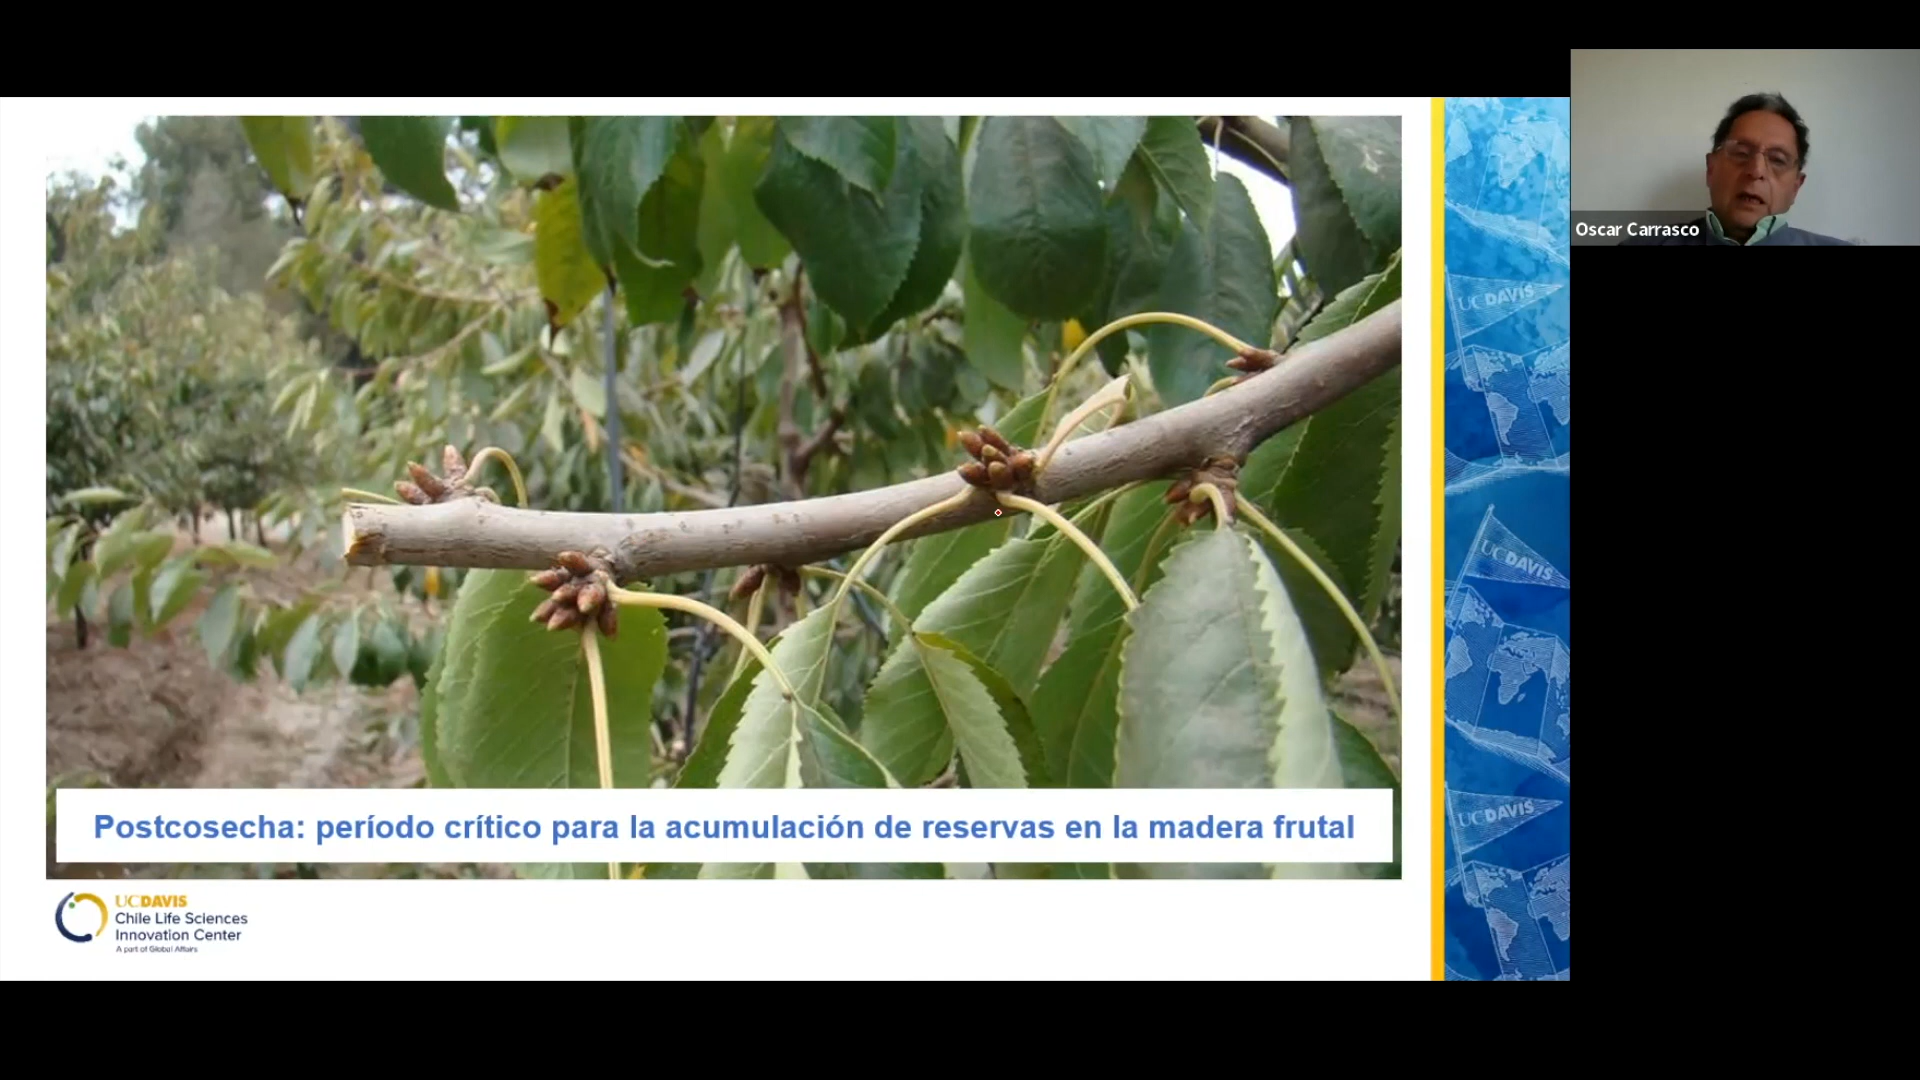 Oscar Carrasco
UC DAVIS
UC DAVIS
UC DAVIS
Postcosecha: período crítico para la acumulación de reservas en la madera frutal
UCDAVIS
Chile Life Sciences
Innovation Center
A part of Global Affairs